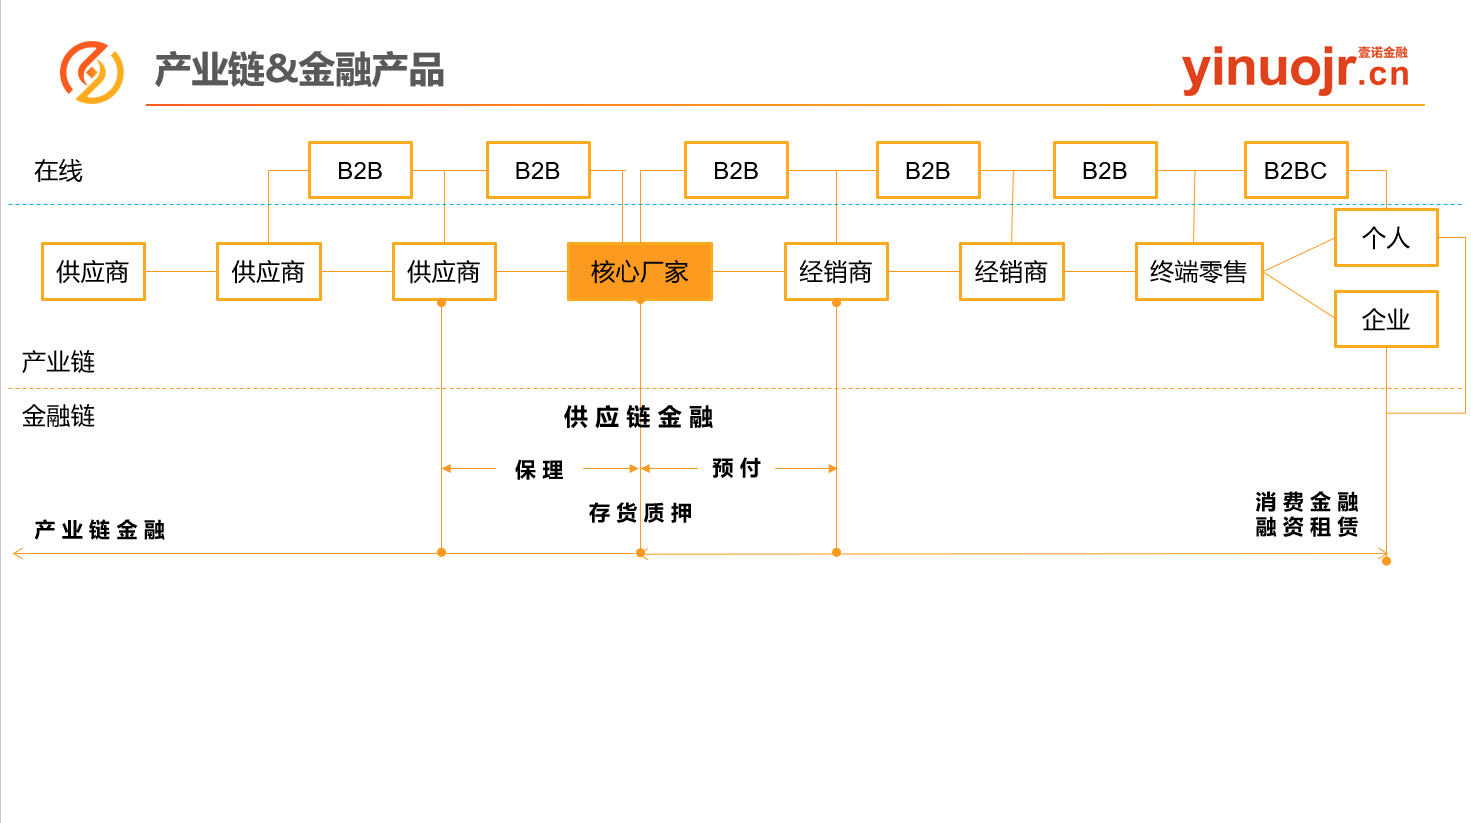 产业链&金融产品
yinuojr.cn
壹诺金融
在线
B2B
B2B
B2B
B2B
B2B
B2BC
供应商
供应商
供应商
核心厂家
经销商
经销商
终端零售
个人
企业
产业链
金融链
供应链金融
保理
预付
存货质押
产业链金融
消费金融
融资租赁